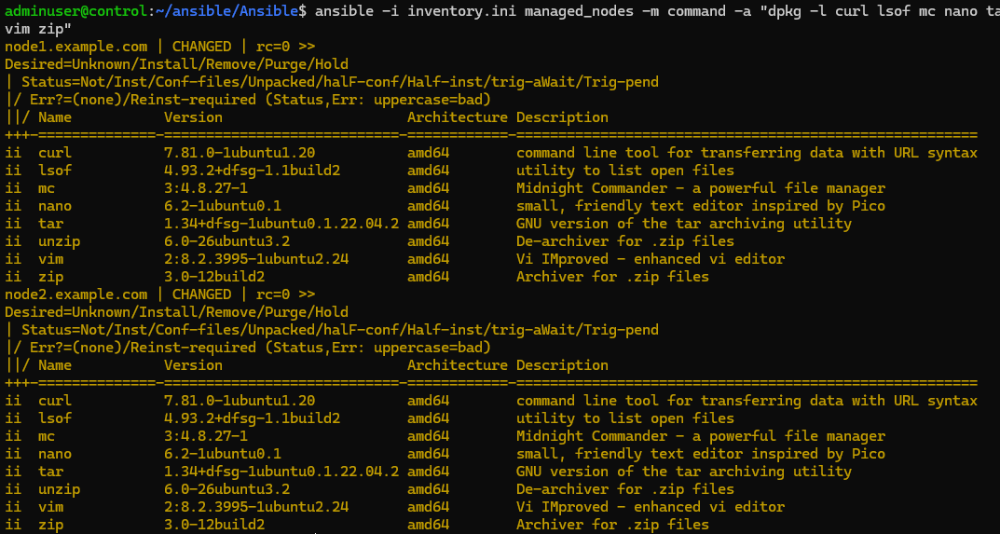 adminuser@control:~/ansible/Ansible$ ansible -i inventory.ini managed_nodes -m command -a "dpkg -l curl lsof mc nano ta
vim zip"
node1.example.com | CHANGED | rc=0 >>
Desired=Unknown/Install/Remove/Purge/Hold
| Status=Not/Inst/Conf-files/Unpacked/halF-conf/Half-inst/trig-aWait/Trig-pend
|/ Err?=(none)/Reinst-required (Status,Err: uppercase=bad)
||/ Name           Version                      Architecture Description
+++-==============-============================-============-=======================================================
ii  curl           7.81.0-1ubuntu1.20           amd64        command line tool for transferring data with URL syntax
ii  lsof           4.93.2+dfsg-1.1build2        amd64        utility to list open files
ii  mc             3:4.8.27-1                   amd64        Midnight Commander - a powerful file manager
ii  nano           6.2-1ubuntu0.1               amd64        small, friendly text editor inspired by Pico
ii  tar            1.34+dfsg-1ubuntu0.1.22.04.2 amd64        GNU version of the tar archiving utility
ii  unzip          6.0-26ubuntu3.2              amd64        De-archiver for .zip files
ii  vim            2:8.2.3995-1ubuntu2.24       amd64        Vi IMproved - enhanced vi editor
ii  zip            3.0-12build2                 amd64        Archiver for .zip files
node2.example.com | CHANGED | rc=0 >>
Desired=Unknown/Install/Remove/Purge/Hold
| Status=Not/Inst/Conf-files/Unpacked/halF-conf/Half-inst/trig-aWait/Trig-pend
|/ Err?=(none)/Reinst-required (Status,Err: uppercase=bad)
||/ Name           Version                      Architecture Description
+++-==============-============================-============-=======================================================
ii  curl           7.81.0-1ubuntu1.20           amd64        command line tool for transferring data with URL syntax
ii  lsof           4.93.2+dfsg-1.1build2        amd64        utility to list open files
ii  mc             3:4.8.27-1                   amd64        Midnight Commander - a powerful file manager
ii  nano           6.2-1ubuntu0.1               amd64        small, friendly text editor inspired by Pico
ii  tar            1.34+dfsg-1ubuntu0.1.22.04.2 amd64        GNU version of the tar archiving utility
ii  unzip          6.0-26ubuntu3.2              amd64        De-archiver for .zip files
ii  vim            2:8.2.3995-1ubuntu2.24       amd64        Vi IMproved - enhanced vi editor
ii  zip            3.0-12build2                 amd64        Archiver for .zip files